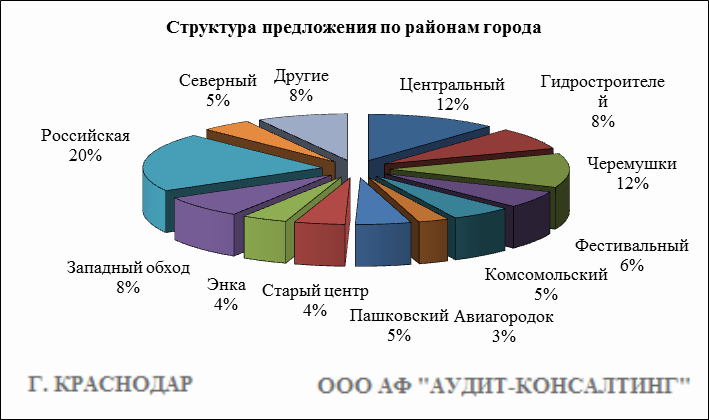 Структура предложения по районам города
Северный
5%
Другие
8%
Центральный
12%
Гидростроителе
й
8%
Российская
20%
Черемушки
12%
Фестивальный
6%
Западный обход
8%
Энка
4%
Старый центр
4%
Комсомольский
5%
Пашковский
5%
Авиагородок
3%
Г. КРАСНОДАР
ООО АФ "АУДИТ-КОНСАЛТИНГ"